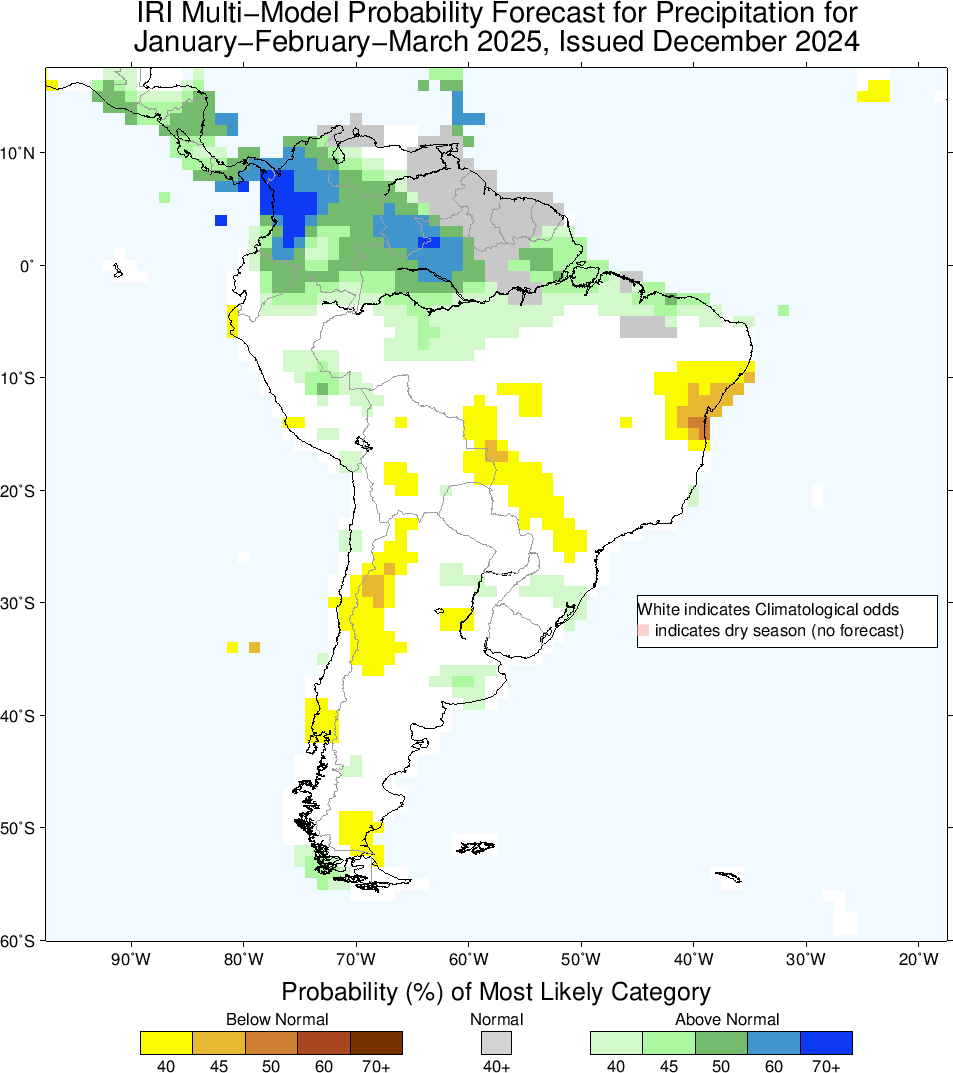 IRI Multi−Model Probability Forecast for Precipitation for
January−February−March 2025, Issued December 2024
10˚N
0˚
10˚S
20˚S
30˚S
40˚S
50˚S
60˚S
White indicates Climatological odds
indicates dry season (no forecast)
90˚W 80˚W 70˚W 60˚W 50˚W 40˚W 30˚W 20˚W
Probability (%) of Most Likely Category
Below Normal Normal Above Normal
40 45 50 60 70+ 40+ 40 45 50 60 70+